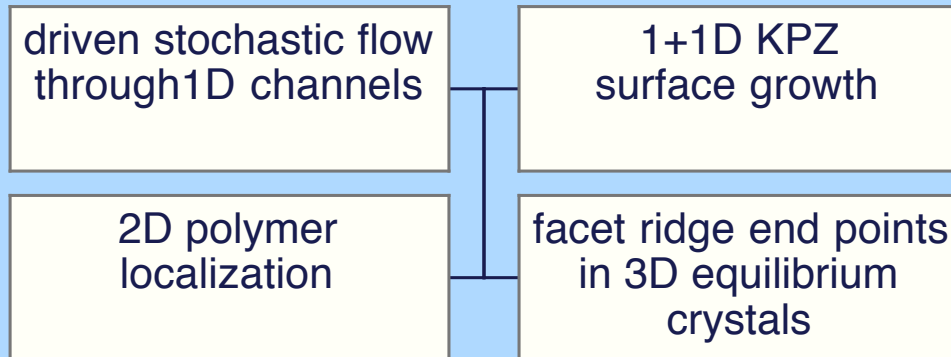 driven stochastic flow
through1D channels
1+1D KPZ
surface growth
2D polymer
localization
facet ridge end points
in 3D equilibrium
crystals